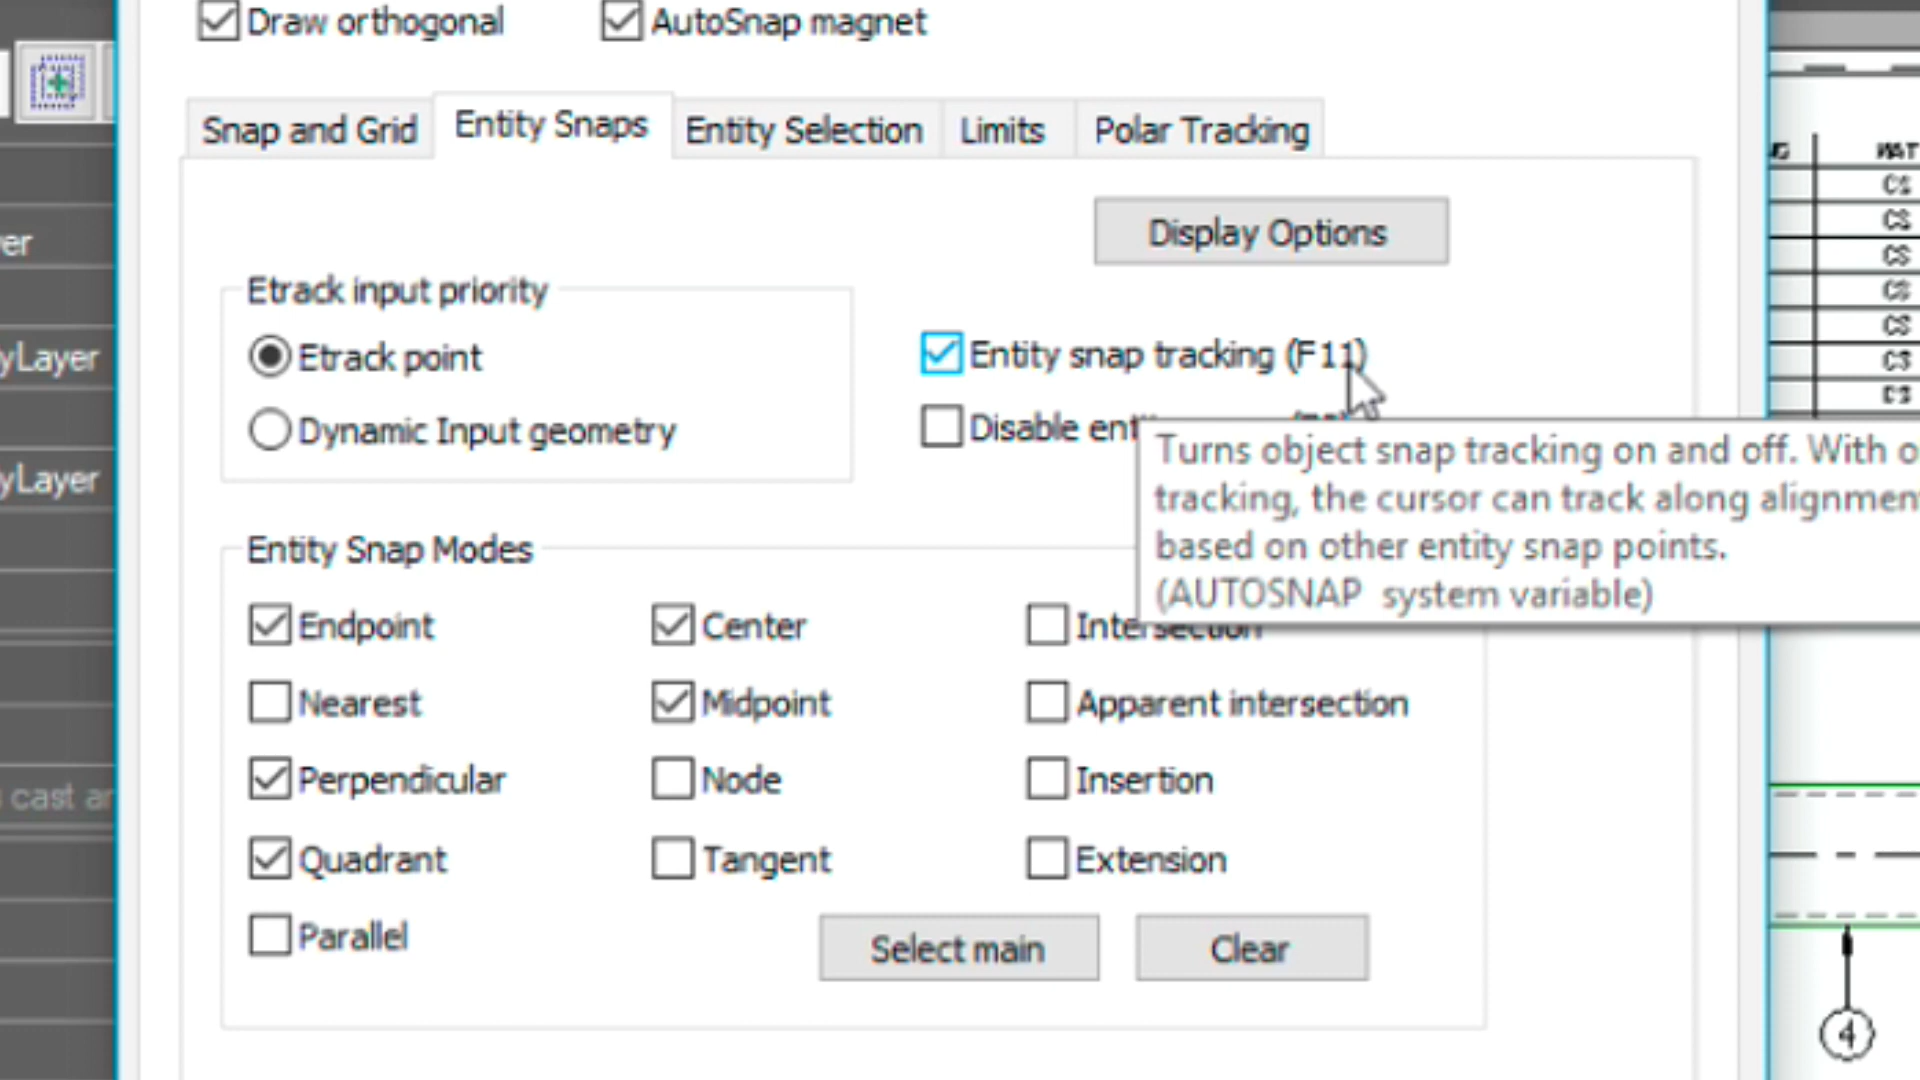 Draw orthogonal
AutoSnap magnet
Snap and Grid
Entity Snaps
Entity Selection
Limits
Polar Tracking
Display Options
Etrack input priority
Etrack point
Dynamic Input geometry
Entity snap tracking (F11)
Disable
Turns object snap tracking on and off. With
tracking, the cursor can track along
based on other entity snap points.
(AUTOSNAP system variable)
Entity Snap Modes
Endpoint
Center
Intersection
Nearest
Midpoint
Apparent intersection
Perpendicular
Node
Insertion
Quadrant
Tangent
Extension
Parallel
Select main
Clear
yLayer
yLayer
cast
CS
CS
CS
CS
CS
CS
4